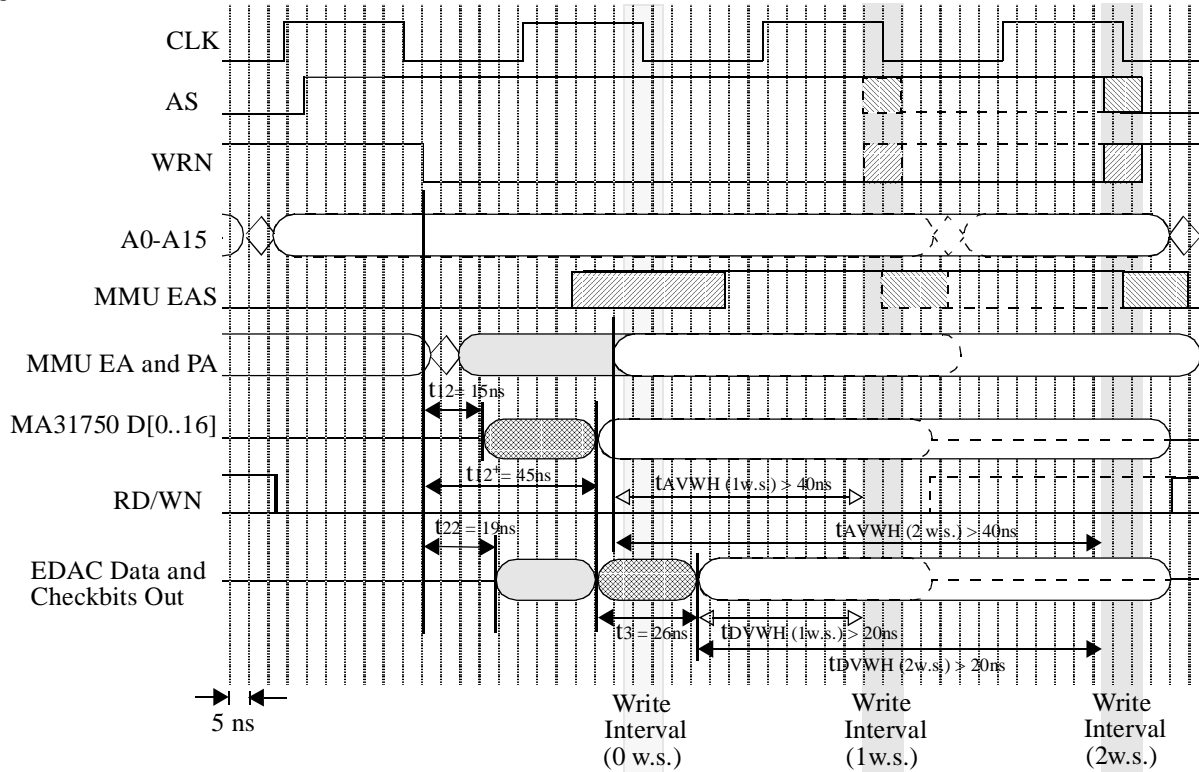 CLK
AS
WRN
A0-A15
MMU EAS
MMU EA and PA
t12= 15ns
MA31750 D[0..16]
t12+= 45ns
tAVWH (1w.s.) > 40ns
RD/WN
t22 = 19ns
tAVWH (2 w.s.) > 40ns
EDAC Data and
Checkbits Out
t3 = 26ns
tDVWH (1w.s.) > 20ns
tDVWH (2w.s.) > 20ns
5 ns
Write
Interval
(0 w.s.)
Write
Interval
(1w.s.)
Write
Interval
(2w.s.)